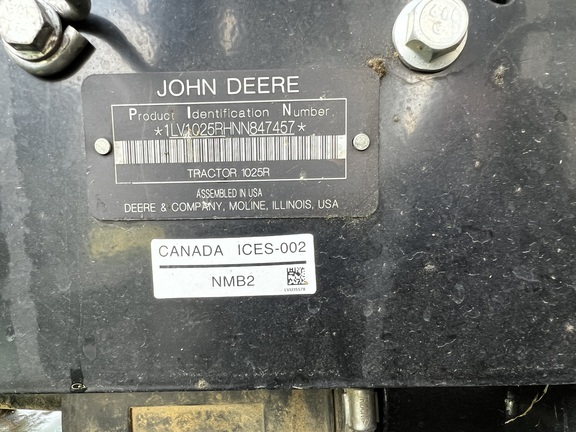 JOHN DEERE
Product Identification Number
*1LV1025RHNN847457*
TRACTOR 1025R
ASSEMBLED IN USA
DEERE & COMPANY, MOLINE, ILLINOIS, USA
CANADA ICES-002
NMB2